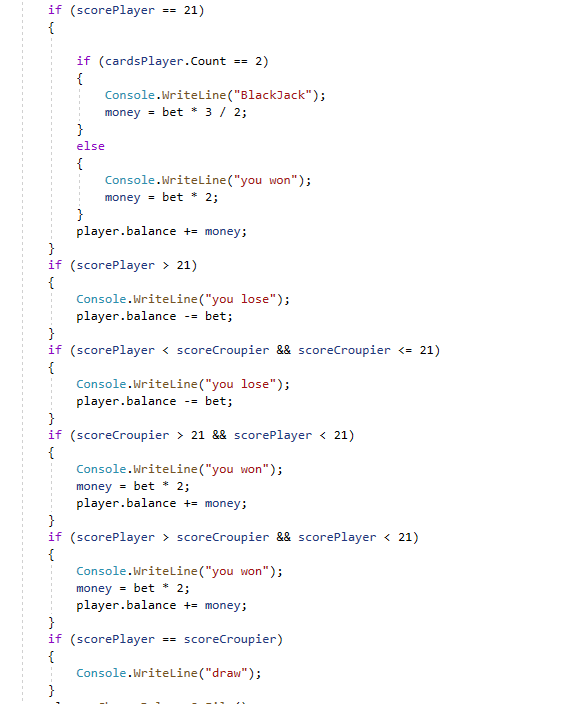 if (scorePlayer == 21)
{
if (cardsPlayer.Count == 2)
{
Console.WriteLine("BlackJack");
money = bet * 3 / 2;
}
else
{
Console.WriteLine("you won");
money = bet * 2;
}
player.balance += money;
}
if (scorePlayer > 21)
{
Console.WriteLine("you lose");
player.balance -= bet;
}
if (scorePlayer < scoreCroupier && scoreCroupier <= 21)
{
Console.WriteLine("you lose");
player.balance -= bet;
}
if (scoreCroupier > 21 && scorePlayer < 21)
{
Console.WriteLine("you won");
money = bet * 2;
player.balance += money;
}
if (scorePlayer > scoreCroupier && scorePlayer < 21)
{
Console.WriteLine("you won");
money = bet * 2;
player.balance += money;
}
if (scorePlayer == scoreCroupier)
{
Console.WriteLine("draw");
}